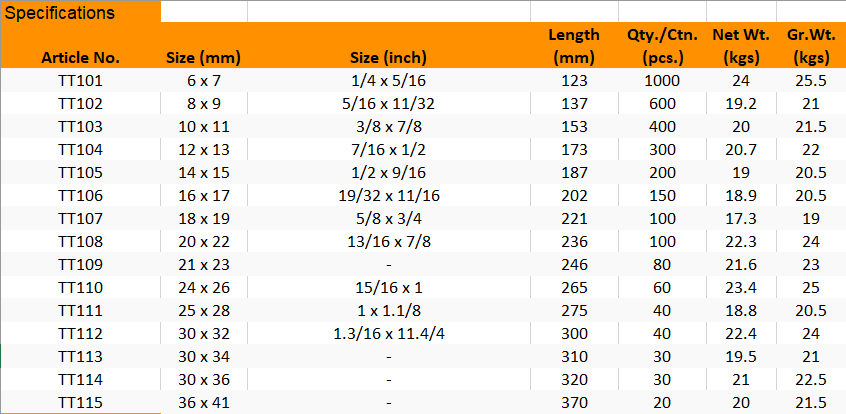 Specifications
Article No. Size (mm) Size (inch) Length (mm) Qty./Ctn. (pcs.) Net Wt. (kgs) Gr.Wt. (kgs)
TT101 6 x 7 1/4 x 5/16 123 1000 24 25.5
TT102 8 x 9 5/16 x 11/32 137 600 19.2 21
TT103 10 x 11 3/8 x 7/8 153 400 20 21.5
TT104 12 x 13 7/16 x 1/2 173 300 20.7 22
TT105 14 x 15 1/2 x 9/16 187 200 19 20.5
TT106 16 x 17 19/32 x 11/16 202 150 18.9 20.5
TT107 18 x 19 5/8 x 3/4 221 100 17.3 19
TT108 20 x 22 13/16 x 7/8 236 100 22.3 24
TT109 21 x 23 - 246 80 21.6 23
TT110 24 x 26 15/16 x 1 265 60 23.4 25
TT111 25 x 28 1 x 1.1/8 275 40 18.8 20.5
TT112 30 x 32 1.3/16 x 11.4/4 300 40 22.4 24
TT113 30 x 34 - 310 30 19.5 21
TT114 30 x 36 - 320 30 21 22.5
TT115 36 x 41 - 370 20 20 21.5